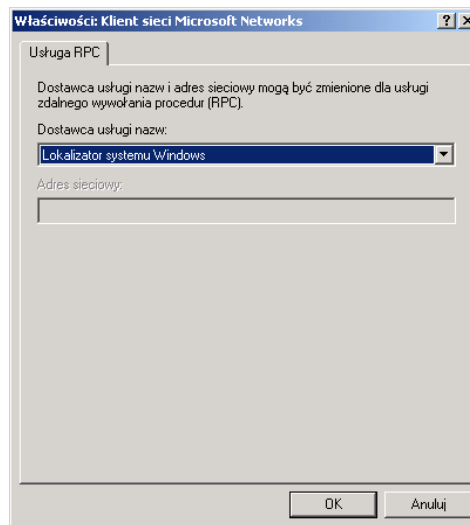 Właściwości: Klient sieci Microsoft Networks
Usługa RPC
Dostawca usługi nazw i adres sieciowy mogą być zmienione dla usługi
zdalnego wywołania procedur (RPC).
Dostawca usługi nazw:
Lokalizator systemu Windows
Adres sieciowy:
OK
Anuluj